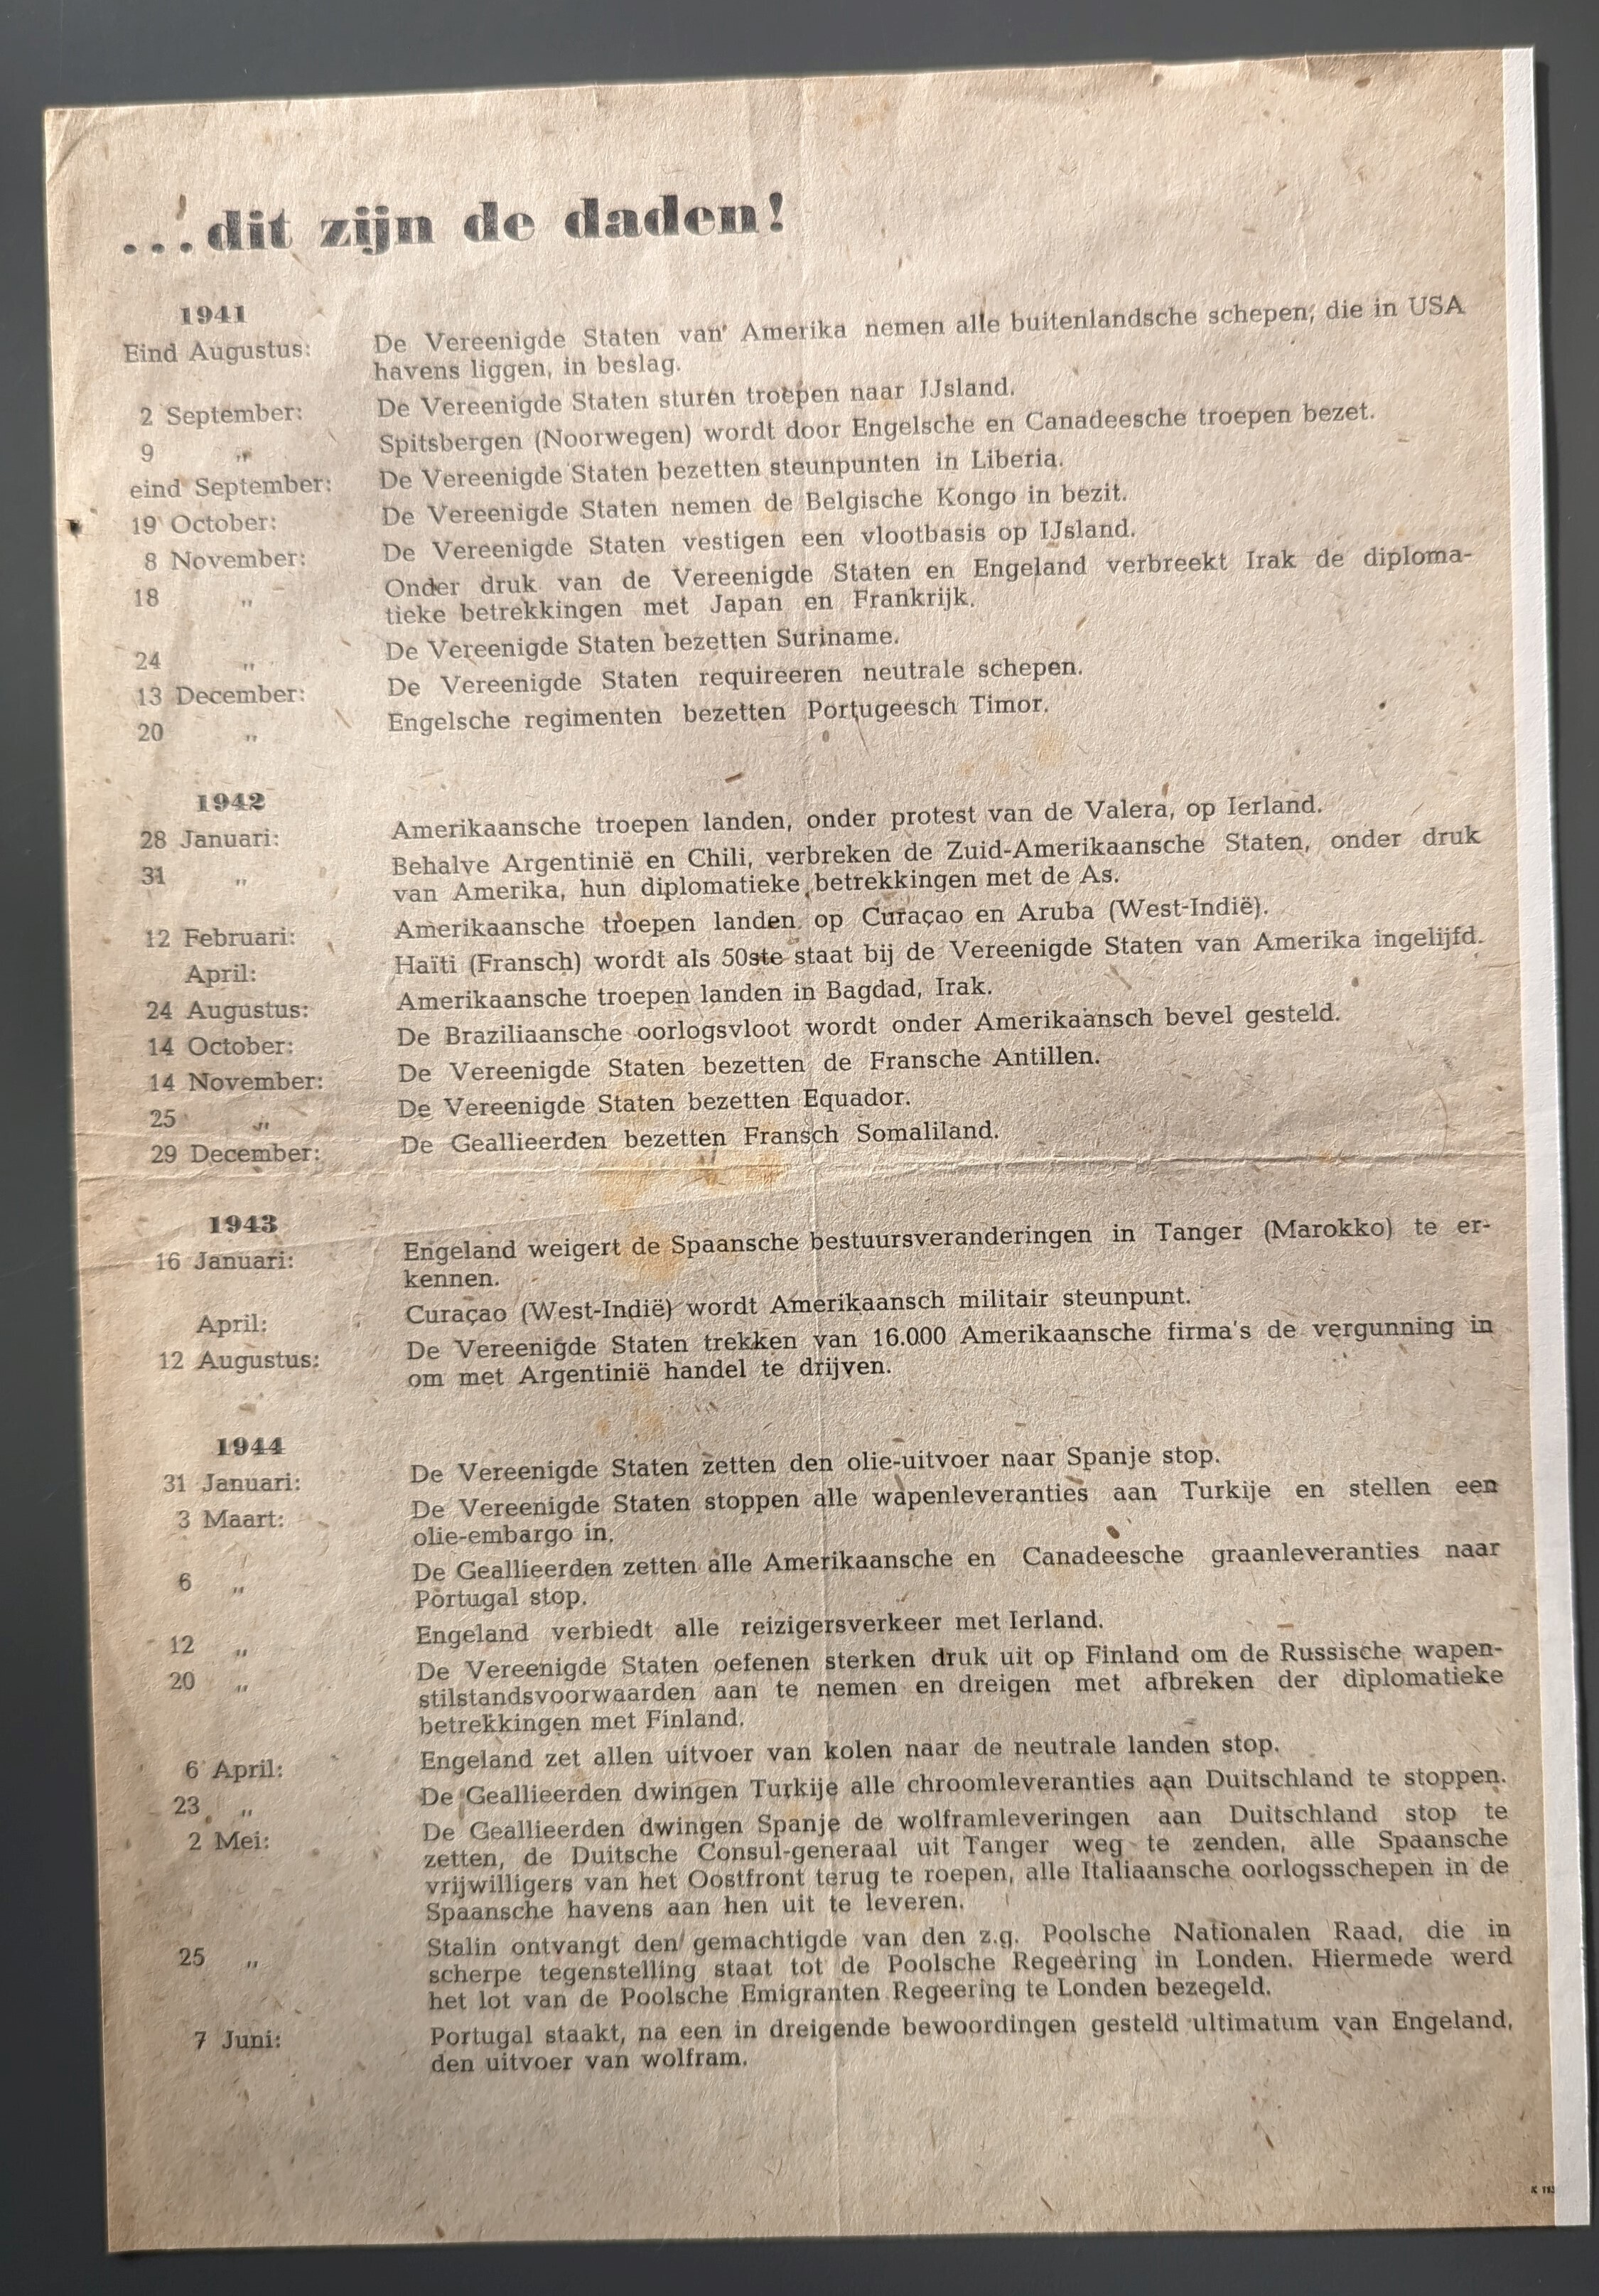 ...dit zijn de daden!
1941
Eind Augustus: De Vereenigde Staten van Amerika nemen alle buitenlandsche schepen, die in USA
havens liggen, in beslag.
2 September: De Vereenigde Staten sturen troepen naar IJsland.
9 „ Spitsbergen (Noorwegen) wordt door Engelsche en Canadeesche troepen bezet.
eind September: De Vereenigde Staten bezetten steunpunten in Liberia.
19 October: De Vereenigde Staten nemen de Belgische Kongo in bezit.
8 November: De Vereenigde Staten vestigen een vlootbasis op IJsland.
18 „ Onder druk van de Vereenigde Staten en Engeland verbreekt Irak de diploma-
tieke betrekkingen met Japan en Frankrijk.
24 „ De Vereenigde Staten bezetten Suriname.
13 December: De Vereenigde Staten requireeren neutrale schepen.
20 „ Engelsche regimenten bezetten Portugeesch Timor.
1942
28 Januari: Amerikaansche troepen landen, onder protest van de Valera, op Ierland.
31 „ Behalve Argentinië en Chili, verbreken de Zuid-Amerikaansche Staten, onder druk
van Amerika, hun diplomatieke betrekkingen met de As.
12 Februari: Amerikaansche troepen landen op Curaçao en Aruba (West-Indië).
April: Haïti (Fransch) wordt als 50ste staat bij de Vereenigde Staten van Amerika ingelijfd.
24 Augustus: Amerikaansche troepen landen in Bagdad, Irak.
14 October: De Braziliaansche oorlogsvloot wordt onder Amerikaansch bevel gesteld.
14 November: De Vereenigde Staten bezetten de Fransche Antillen.
25 „ De Vereenigde Staten bezetten Equador.
29 December: De Geallieerden bezetten Fransch Somaliland.
1943
16 Januari: Engeland weigert de Spaansche bestuursveranderingen in Tanger (Marokko) te er-
kennen.
April: Curaçao (West-Indië) wordt Amerikaansch militair steunpunt.
12 Augustus: De Vereenigde Staten trekken van 16.000 Amerikaansche firma's de vergunning in
om met Argentinië handel te drijven.
1944
31 Januari: De Vereenigde Staten zetten den olie-uitvoer naar Spanje stop.
3 Maart: De Vereenigde Staten stoppen alle wapenleveranties aan Turkije en stellen een
olie-embargo in.
6 „ De Geallieerden zetten alle Amerikaansche en Canadeesche graanleveranties naar
Portugal stop.
12 „ Engeland verbiedt alle reizigersverkeer met Ierland.
20 „ De Vereenigde Staten oefenen sterken druk uit op Finland om de Russische wapen-
stilstandsvoorwaarden aan te nemen en dreigen met afbreken der diplomatieke
betrekkingen met Finland.
6 April: Engeland zet allen uitvoer van kolen naar de neutrale landen stop.
23 „ De Geallieerden dwingen Turkije alle chroomleveranties aan Duitschland te stoppen.
2 Mei: De Geallieerden dwingen Spanje de wolframleveringen aan Duitschland stop te
zetten, de Duitsche Consul-generaal uit Tanger weg te zenden, alle Spaansche
vrijwilligers van het Oostfront terug te roepen, alle Italiaansche oorlogsschepen in de
Spaansche havens aan hen uit te leveren.
25 „ Stalin ontvangt den gemachtigde van den z.g. Poolsche Nationalen Raad, die in
scherpe tegenstelling staat tot de Poolsche Regeering in Londen. Hiermede werd
het lot van de Poolsche Emigranten Regeering te Londen bezegeld.
7 Juni: Portugal staakt, na een in dreigende bewoordingen gesteld ultimatum van Engeland,
den uitvoer van wolfram.
K